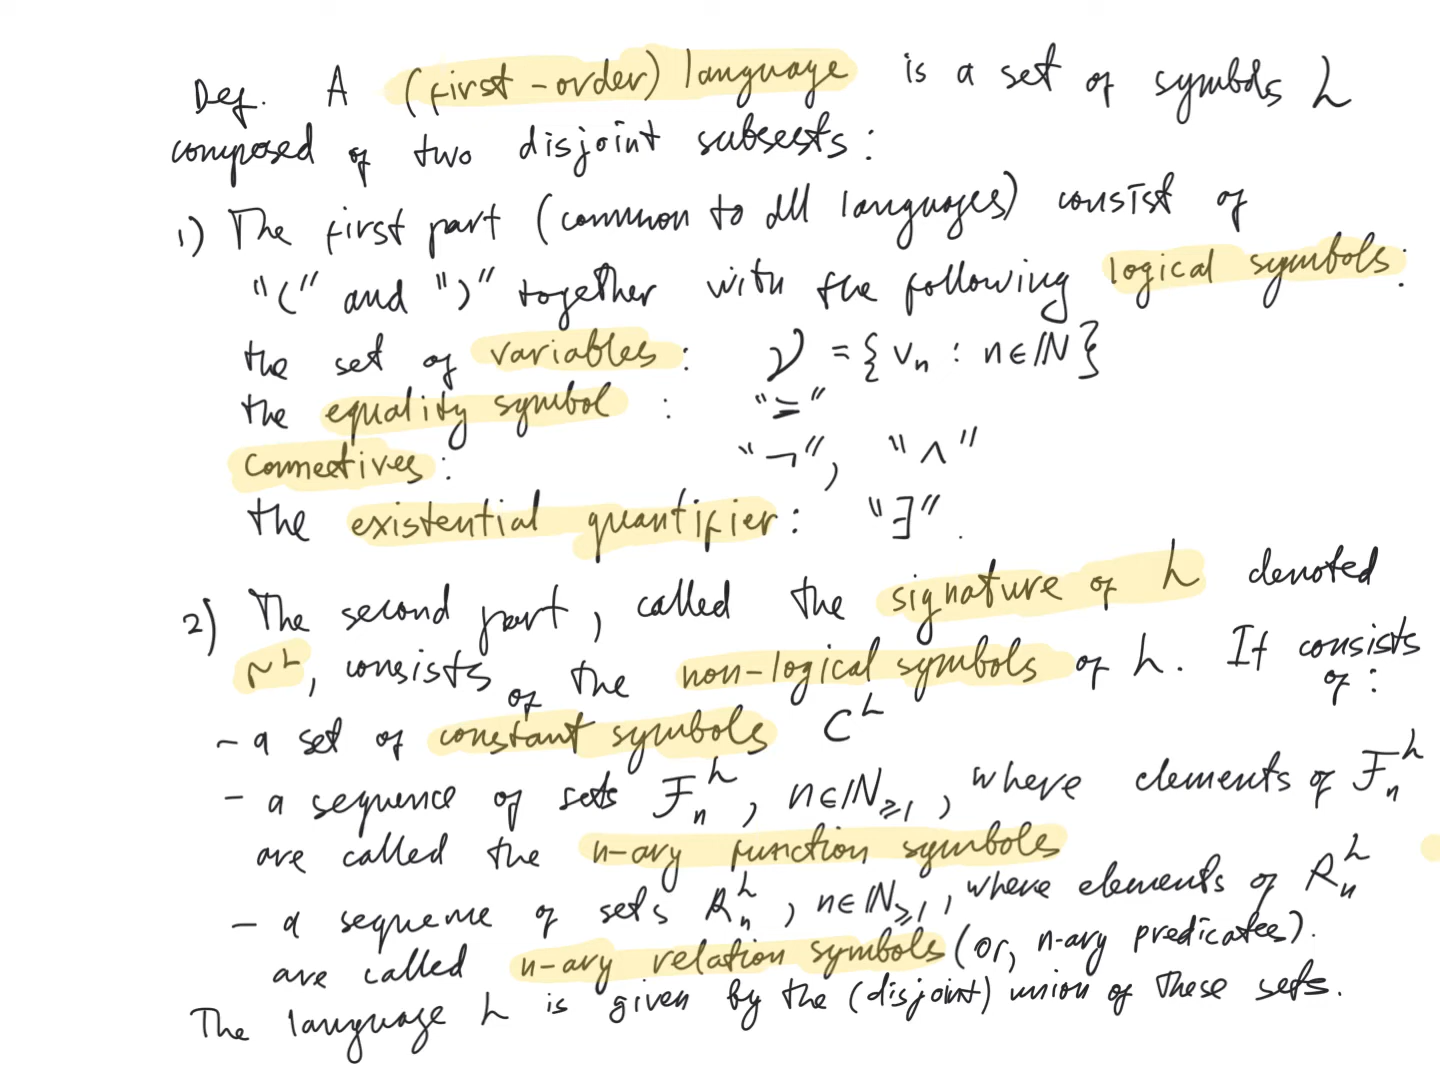 Def. A (first-order) language is a set of symbols L
composed of two disjoint subsects:
1) The first part (common to all languages) consist of
"(" and ")" together with the following logical symbols:
the set of variables: 𝒱 = { vₙ : n ∈ ℕ }
the equality symbol : "="
connectives: "¬", "∧"
the existential quantifier: "∃".
2) The second part, called the signature of L denoted
σᴸ, consists of the non-logical symbols of L. It consists of:
- a set of constant symbols Cᴸ
- a sequence of sets ℱₙᴸ, n ∈ ℕ≥1, where elements of ℱₙᴸ
are called the n-ary function symbols
- a sequence of sets Rₙᴸ, n ∈ ℕ≥1, where elements of Rₙᴸ
are called n-ary relation symbols (or, n-ary predicates).
The language L is given by the (disjoint) union of these sets.